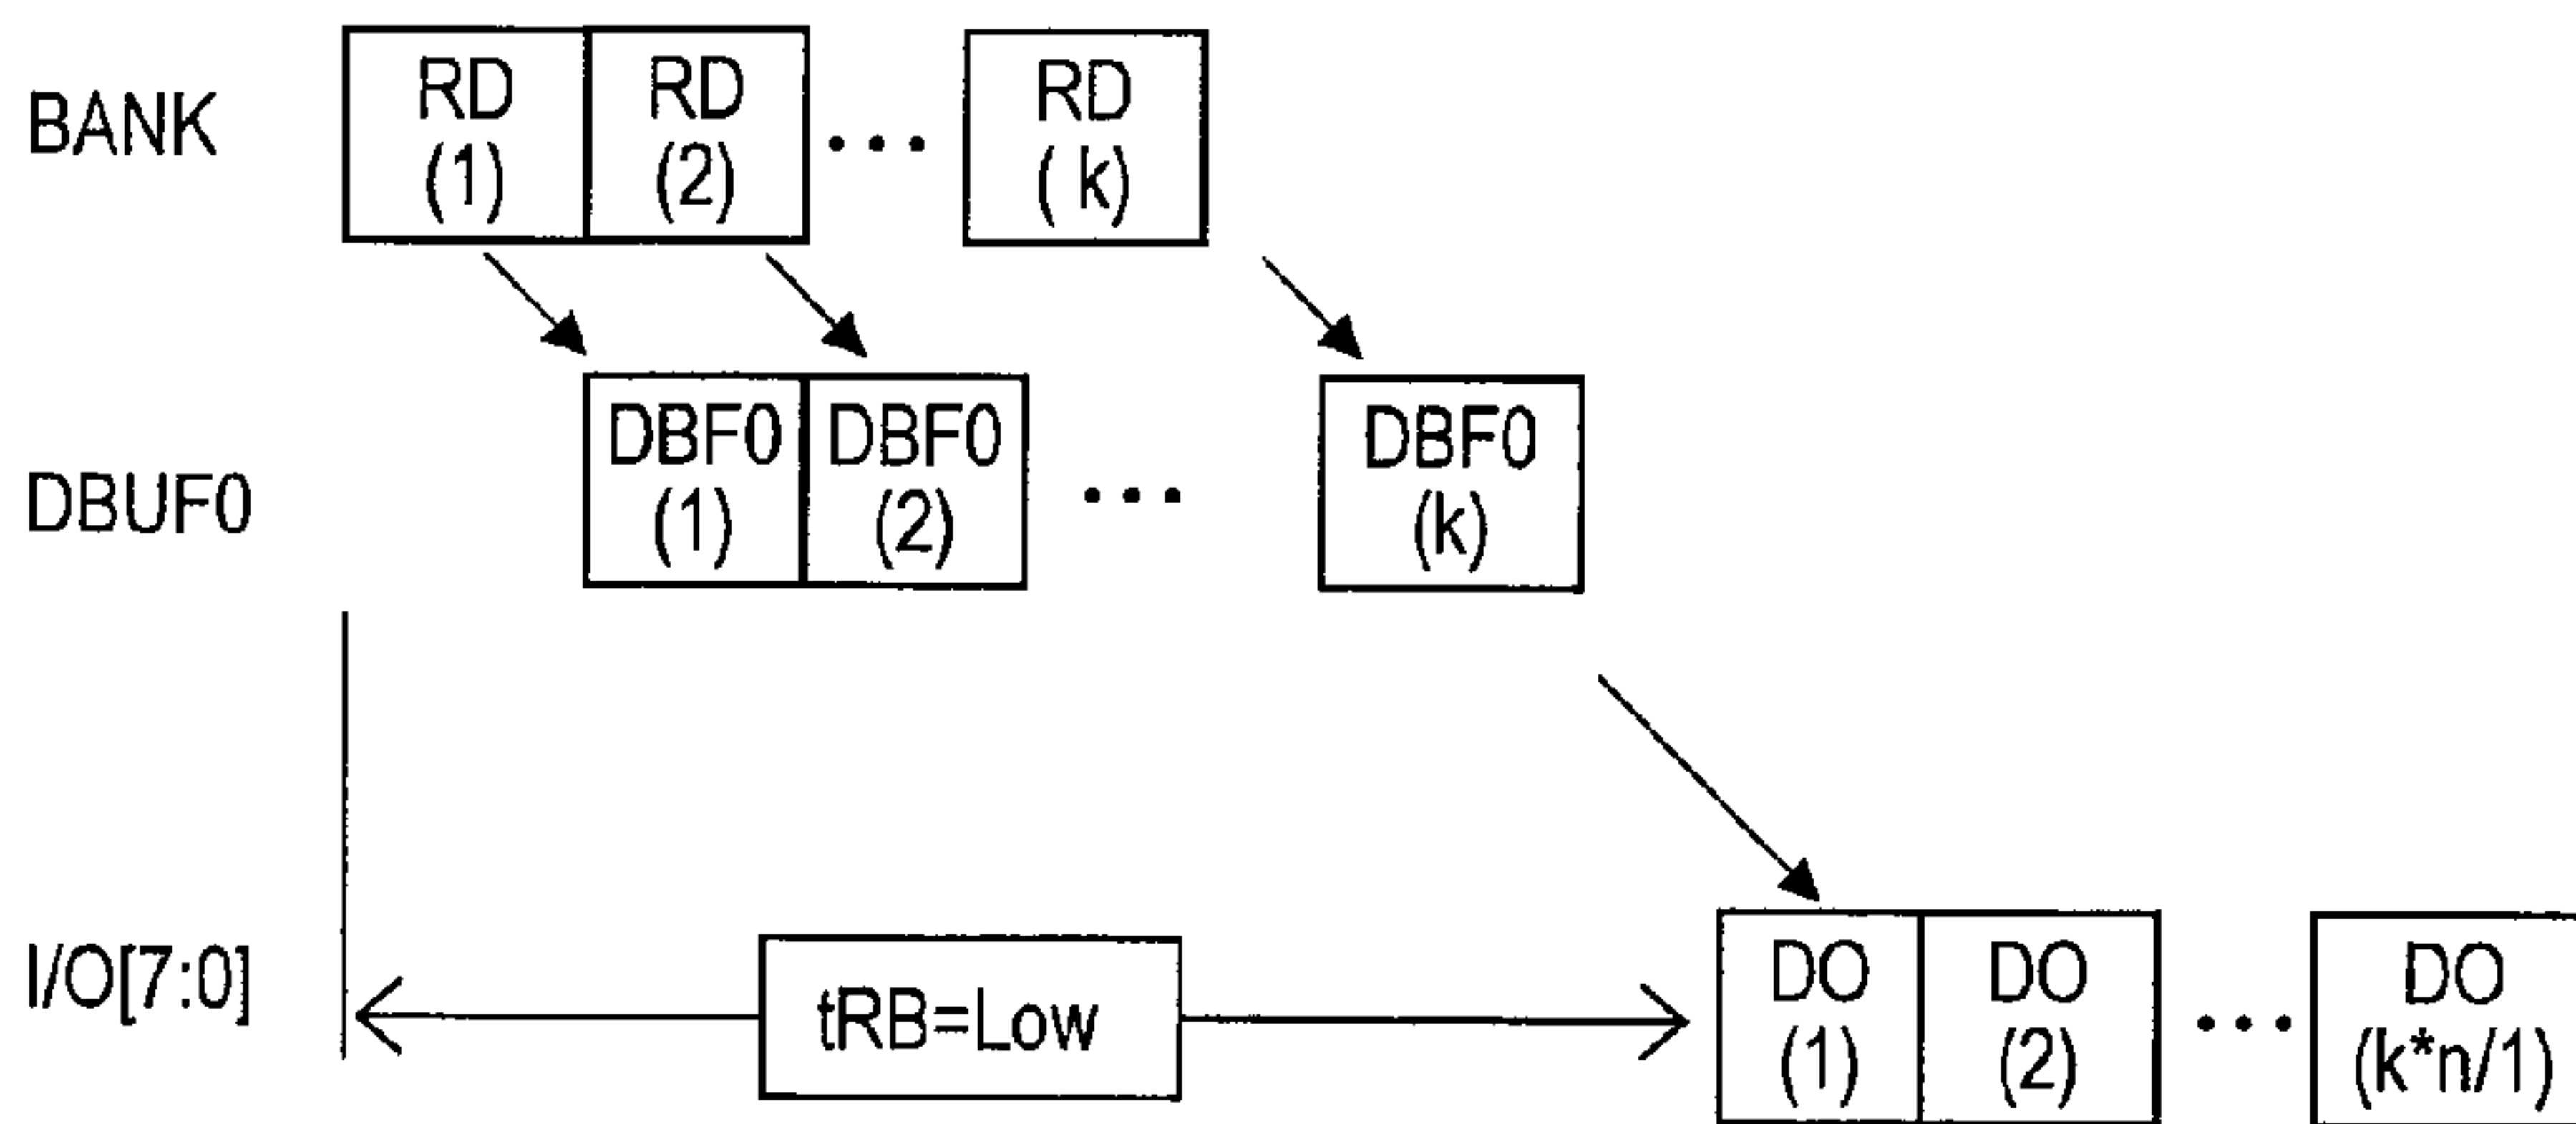 BANK
RD
(1)
RD
(2)
•••
RD
( k)
DBUF0
DBF0
(1)
DBF0
(2)
•••
DBF0
(k)
I/O[7:0]
tRB=Low
DO
(1)
DO
(2)
•••
DO
(k*n/1)